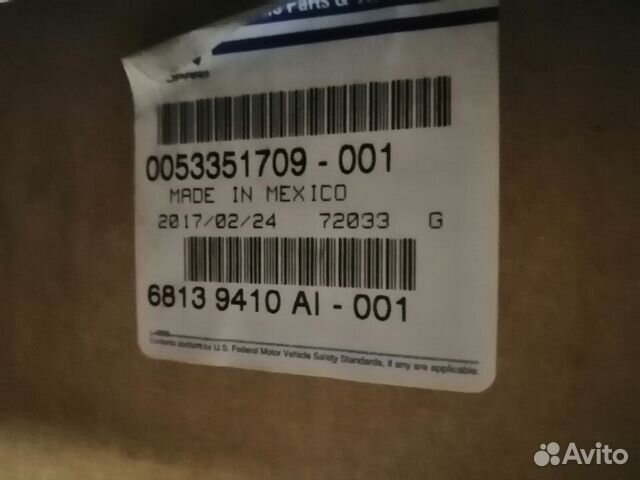 Parts &
0053351709 - 001
MADE IN MEXICO
2017/02/24 72033 G
6813 9410 AI - 001
Contents conform to U.S. Federal Motor Vehicle Safety Standards, if any are applicable.
Avito